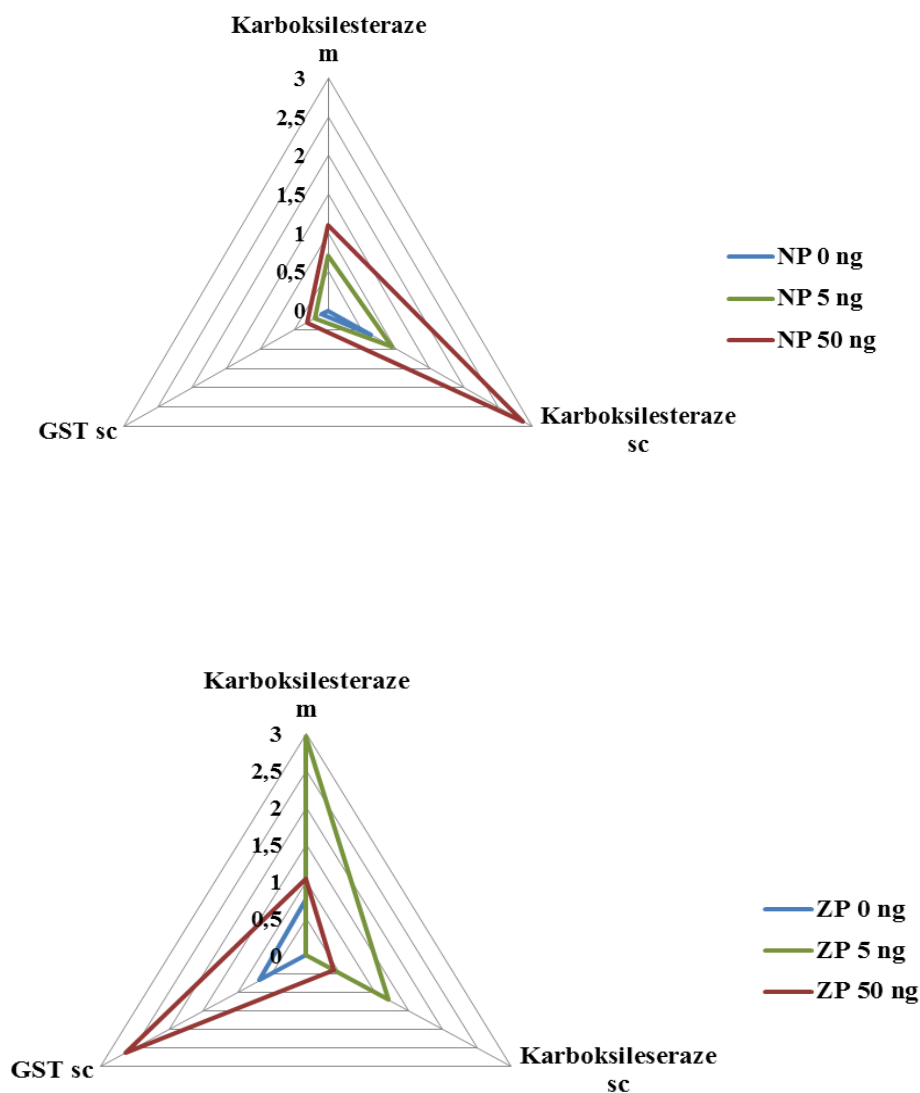 Karboksilesteraze
m
3
2,5
2
1,5
1
0,5
0
GST sc
Karboksilesteraze
sc
NP 0 ng
NP 5 ng
NP 50 ng
Karboksilesteraze
m
3
2,5
2
1,5
1
0,5
0
GST sc
Karboksileseraze
sc
ZP 0 ng
ZP 5 ng
ZP 50 ng